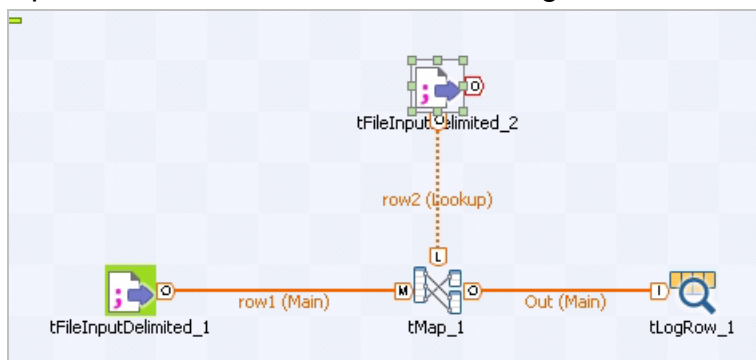 tFileInputDelimited_2
row2 (Lookup)
L
O
row1 (Main)
M
O
Out (Main)
I
tFileInputDelimited_1
tMap_1
tLogRow_1